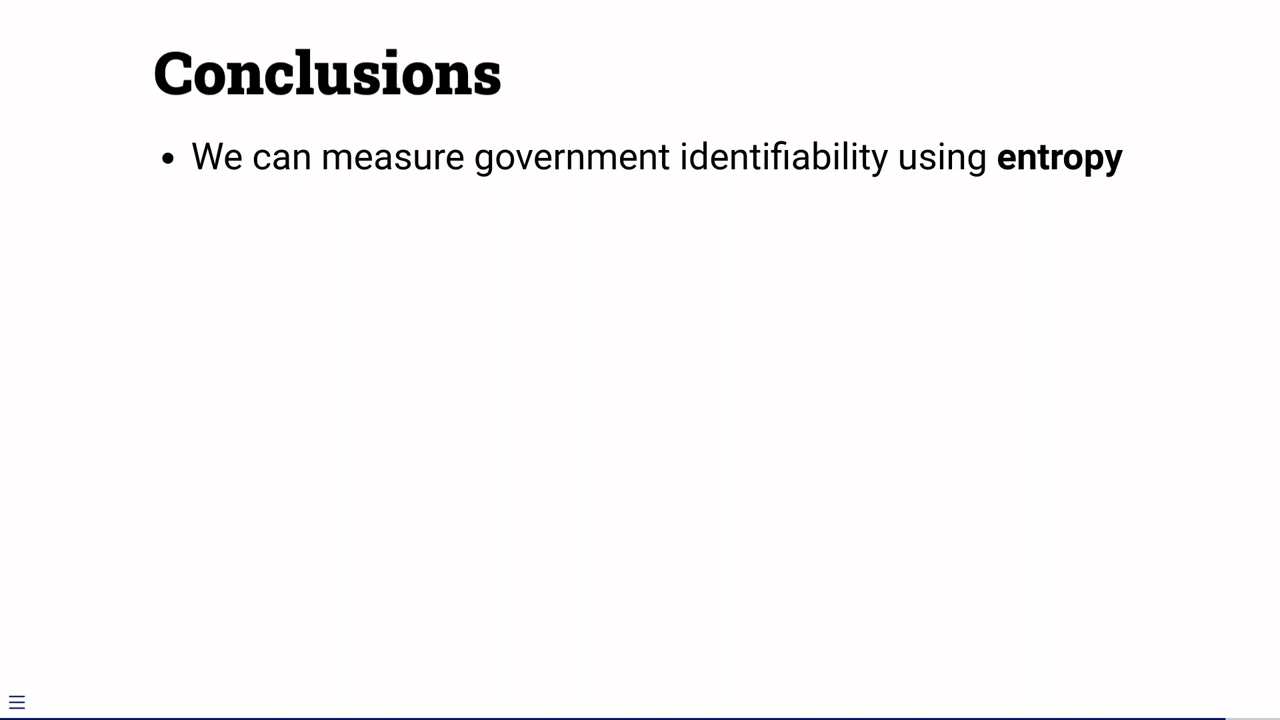 Conclusions
• We can measure government identifiability using entropy